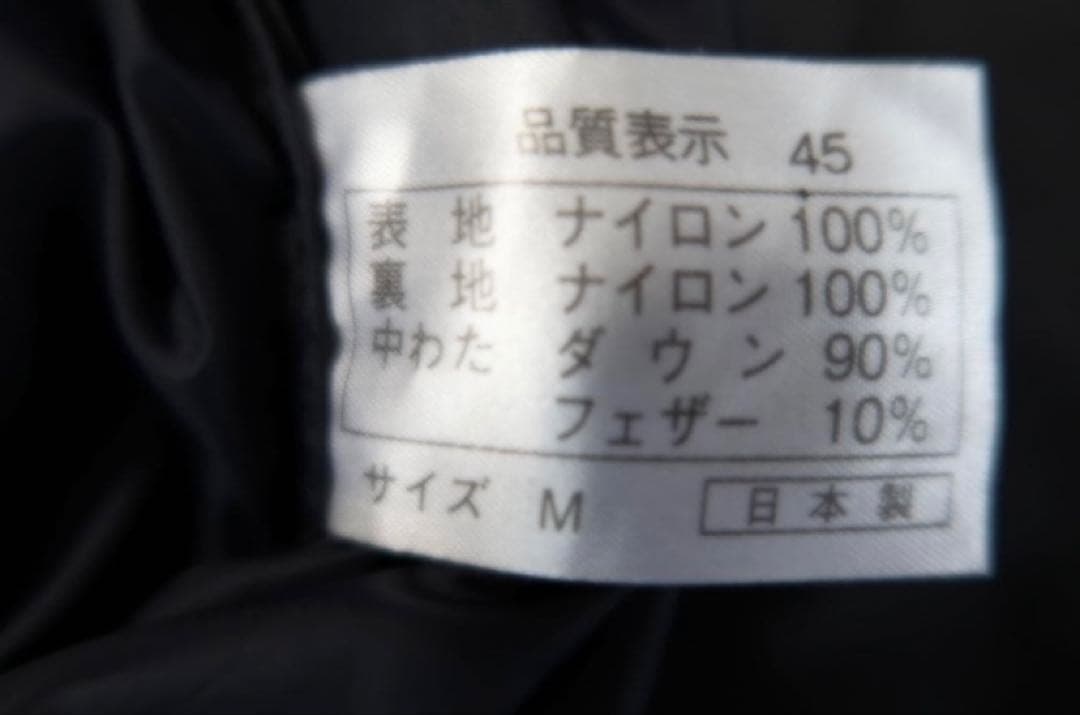 品質表示 45
表地 ナイロン 100%
裏地 ナイロン 100%
中わた ダウン 90%
フェザー 10%
サイズ M 日本製